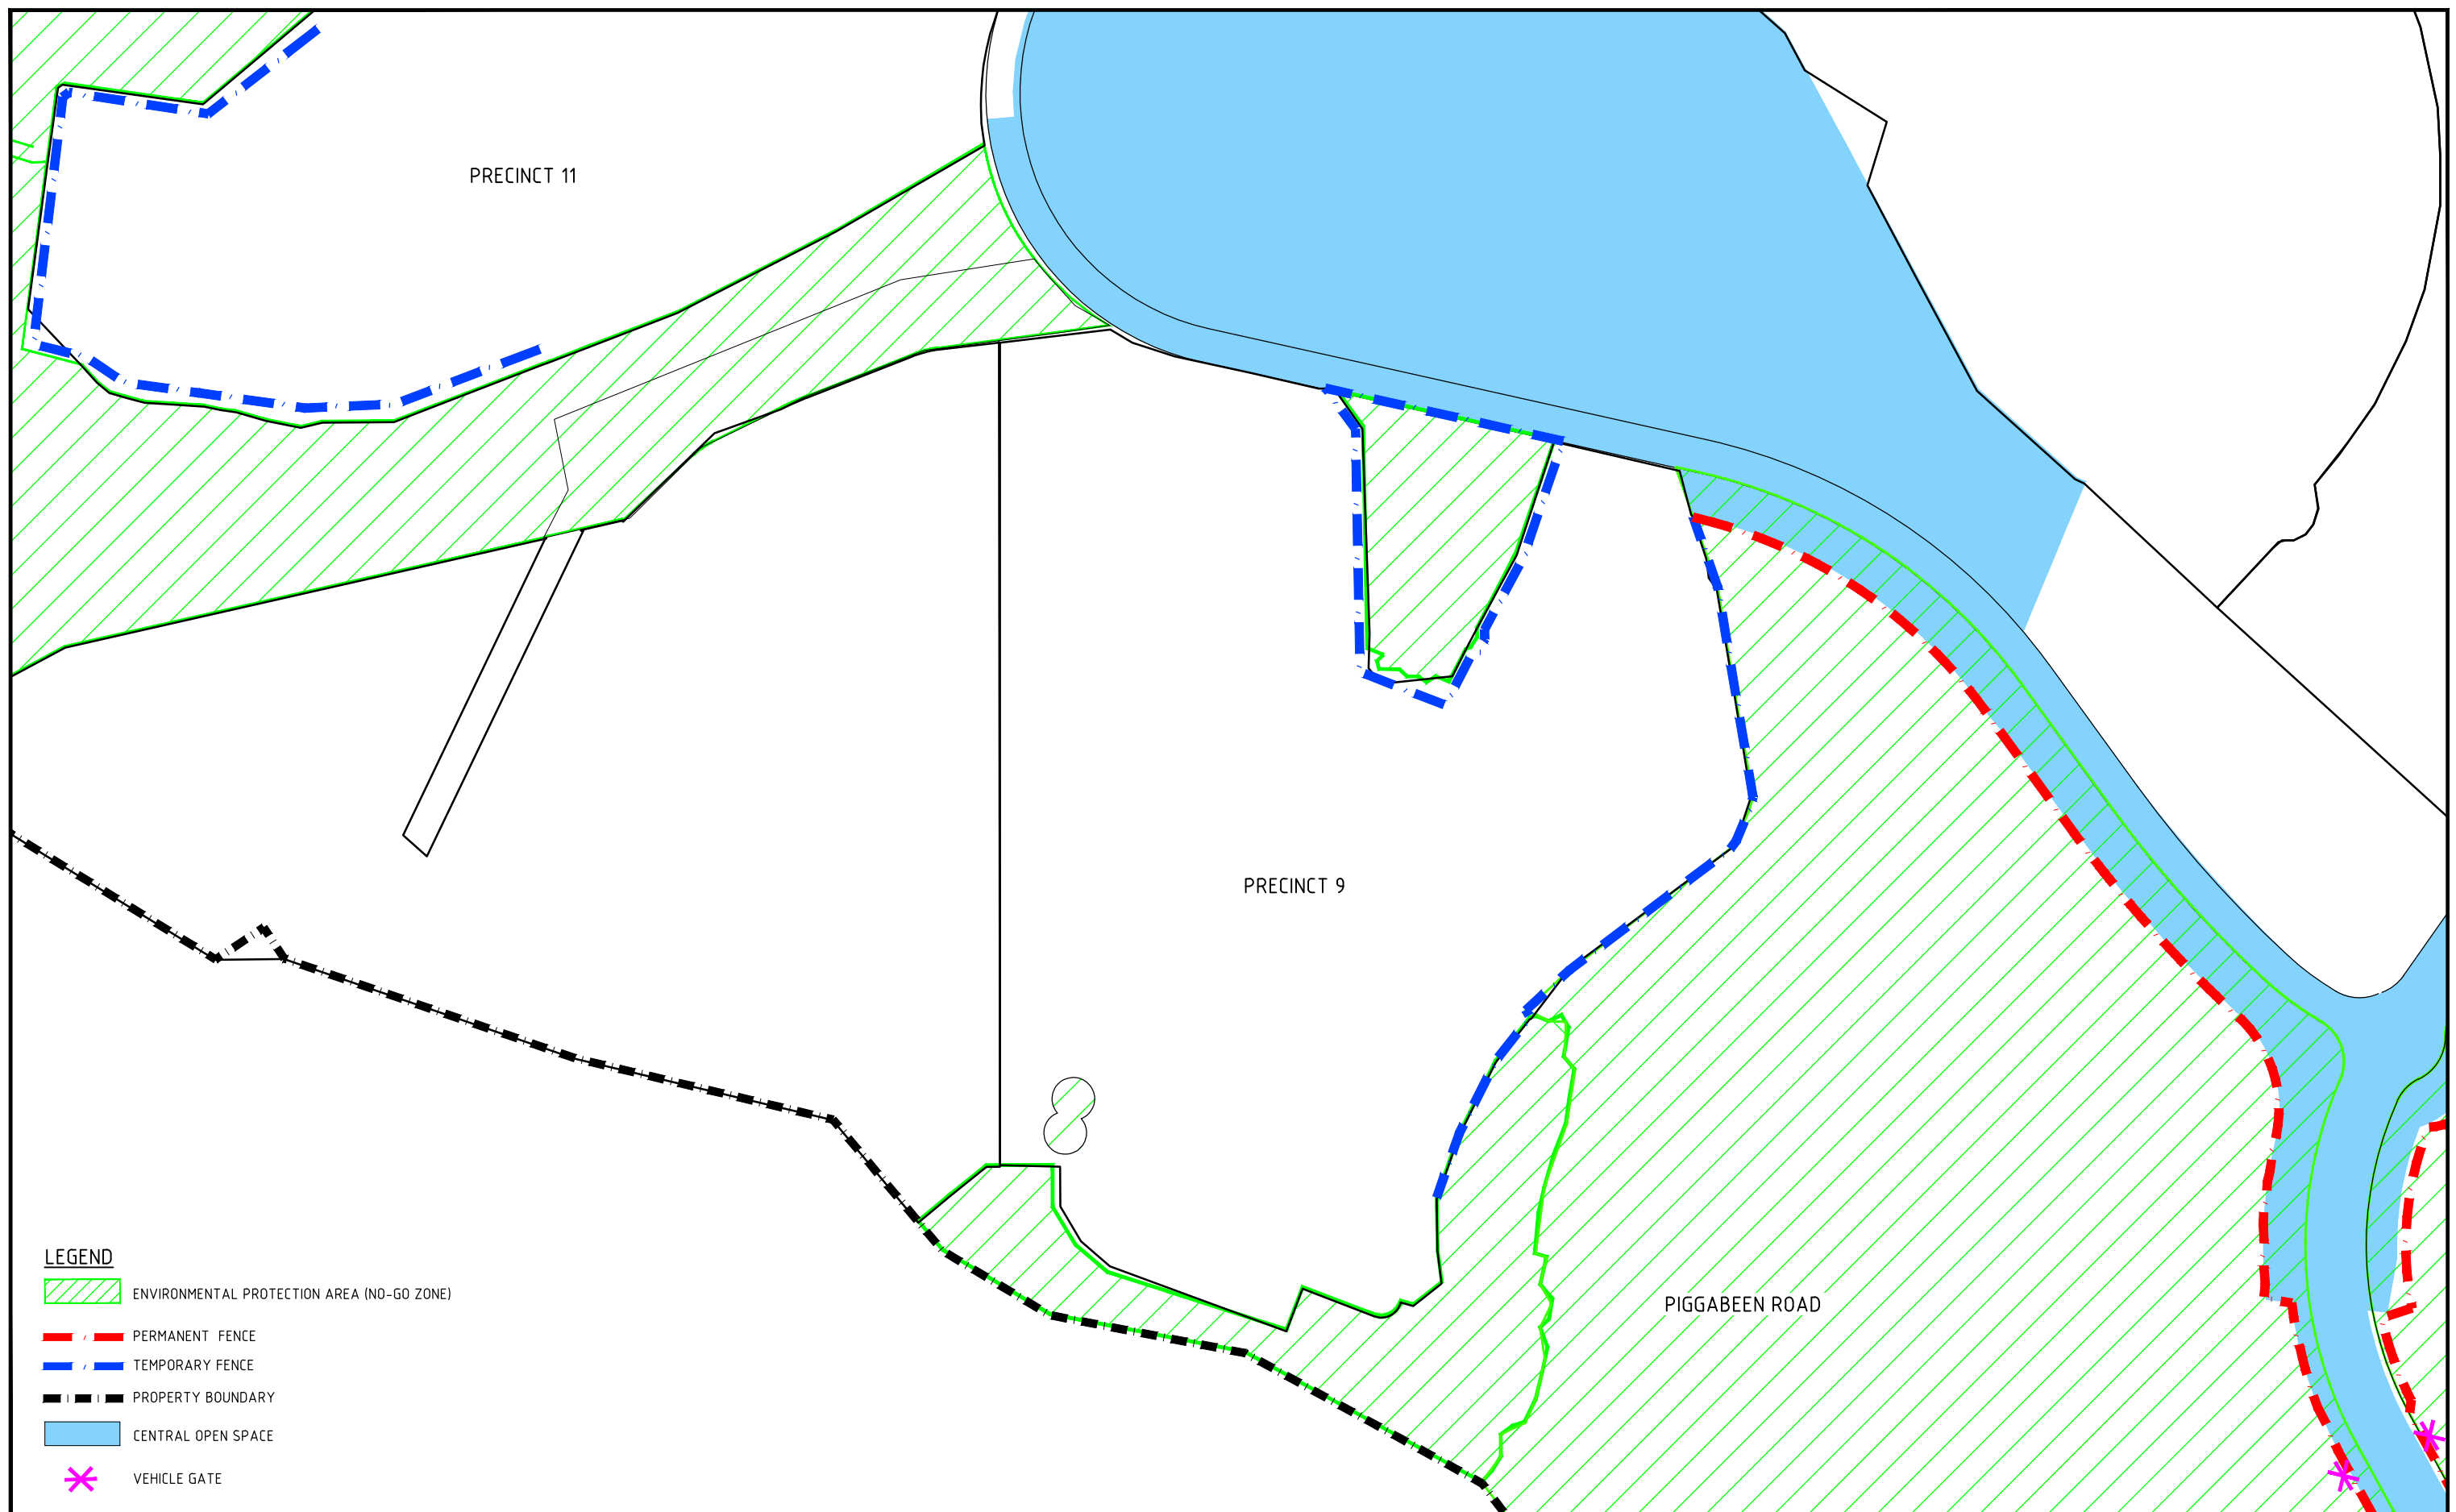 PRECINCT 11
PRECINCT 9
PIGGABEEN ROAD
LEGEND
ENVIRONMENTAL PROTECTION AREA (NO-GO ZONE)
PERMANENT FENCE
TEMPORARY FENCE
PROPERTY BOUNDARY
CENTRAL OPEN SPACE
VEHICLE GATE